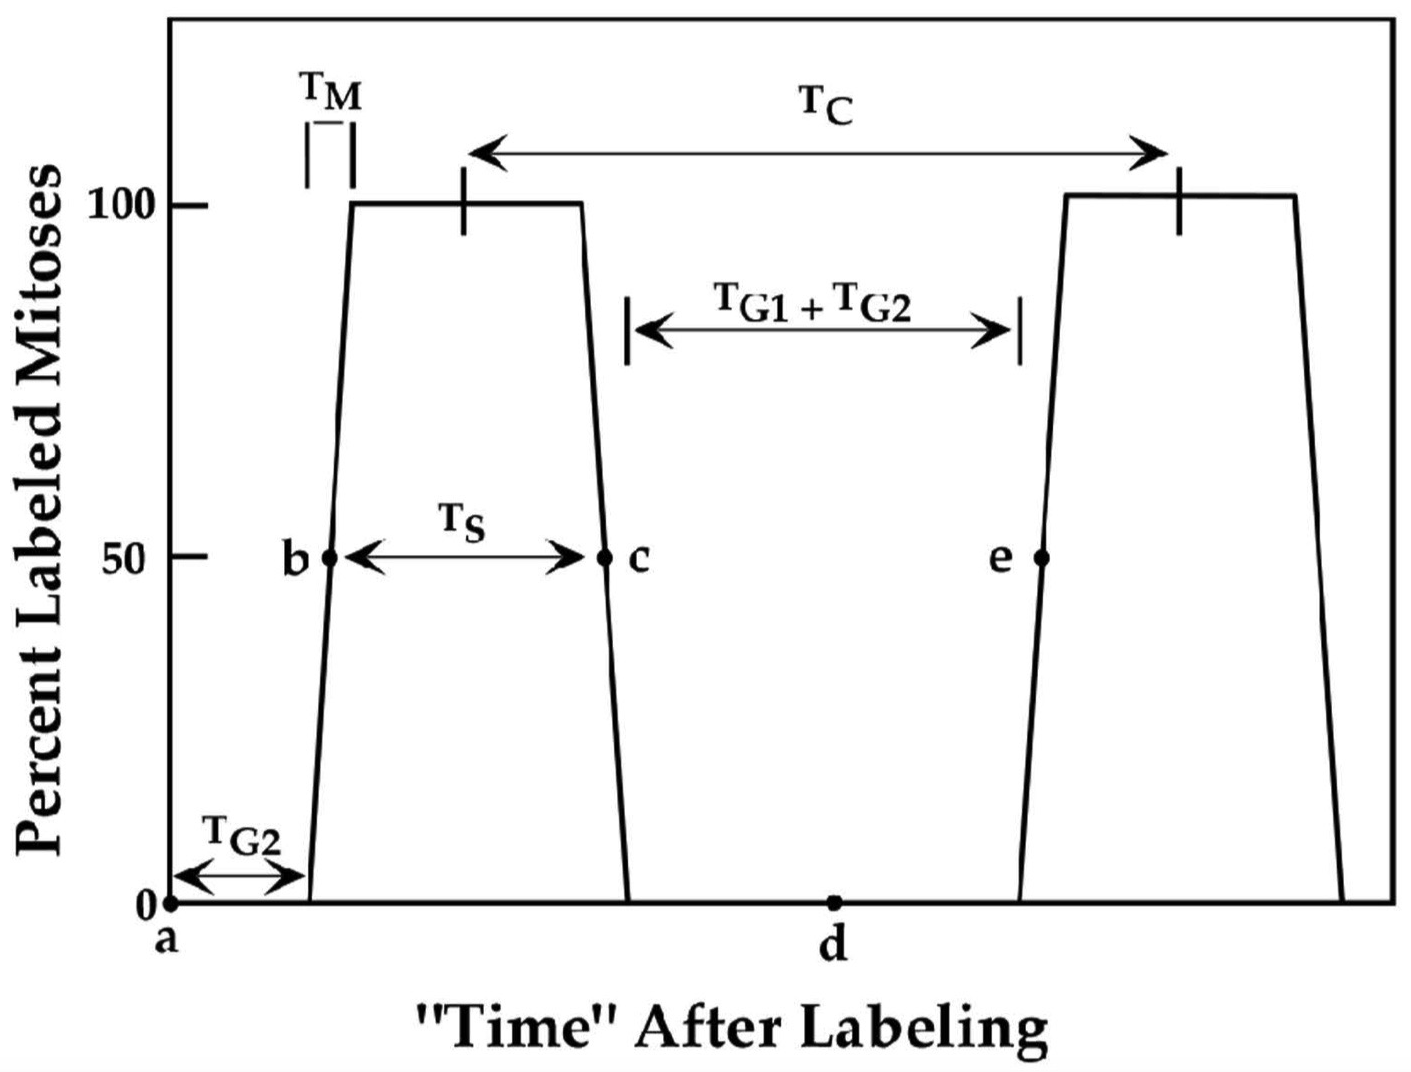 TM
TC
100
TG1 + TG2
TS
50
b
c
e
TG2
0
a
d
Percent Labeled Mitoses
"Time" After Labeling